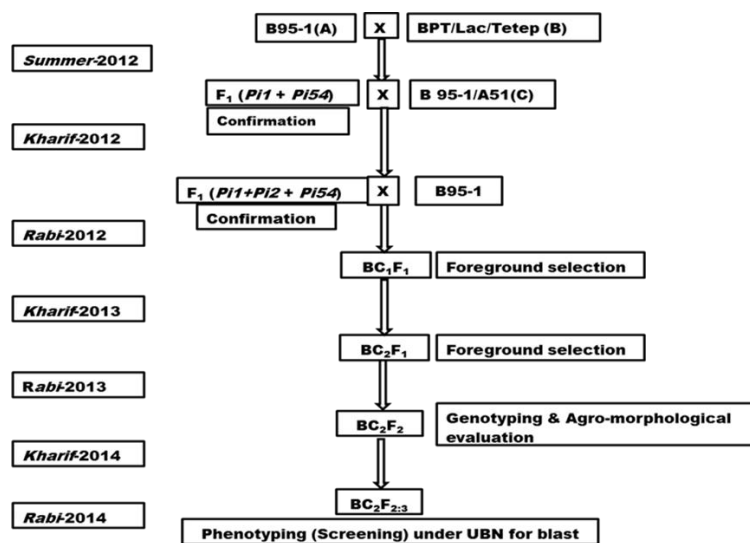 B95-1(A) X BPT/Lac/Tetep (B)
Summer-2012
F₁ (Pi1 + Pi54) X B 95-1/A51(C)
Confirmation
Kharif-2012
F₁ (Pi1+Pi2 + Pi54) X B95-1
Confirmation
Rabi-2012
BC₁F₁ Foreground selection
Kharif-2013
BC₂F₁ Foreground selection
Rabi-2013
BC₂F₂ Genotyping & Agro-morphological
evaluation
Kharif-2014
BC₂F₂:₃
Rabi-2014
Phenotyping (Screening) under UBN for blast